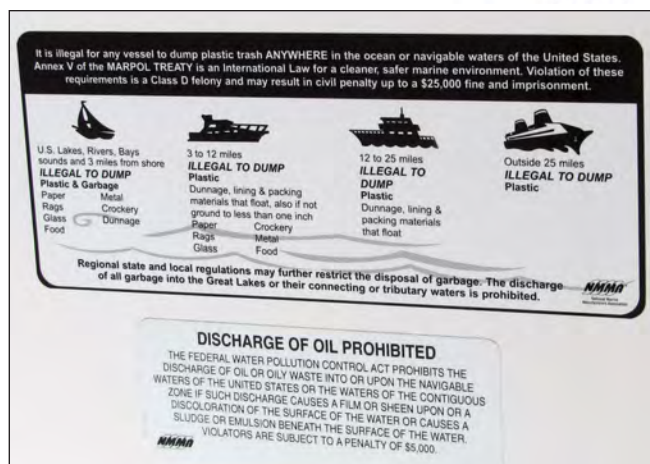 It is illegal for any vessel to dump plastic trash ANYWHERE in the ocean or navigable waters of the United States.
Annex V of the MARPOL TREATY is an International Law for a cleaner, safer marine environment. Violation of these
requirements is a Class D felony and may result in civil penalty up to a $25,000 fine and imprisonment.
U.S. Lakes, Rivers, Bays
sounds and 3 miles from shore
ILLEGAL TO DUMP
Plastic & Garbage
Paper Metal
Rags Crockery
Glass Dunnage
Food
3 to 12 miles
ILLEGAL TO DUMP
Plastic
Dunnage, lining & packing
materials that float, also if not
ground to less than one inch
Paper Crockery
Rags Metal
Glass Food
12 to 25 miles
ILLEGAL TO
DUMP
Plastic
Dunnage, lining &
packing materials
that float
Outside 25 miles
ILLEGAL TO DUMP
Plastic
Regional state and local regulations may further restrict the disposal of garbage. The discharge
of all garbage into the Great Lakes or their connecting or tributary waters is prohibited.
NMMA
National Marine
Manufacturers Association
DISCHARGE OF OIL PROHIBITED
THE FEDERAL WATER POLLUTION CONTROL ACT PROHIBITS THE
DISCHARGE OF OIL OR OILY WASTE INTO OR UPON THE NAVIGABLE
WATERS OF THE UNITED STATES OR THE WATERS OF THE CONTIGUOUS
ZONE IF SUCH DISCHARGE CAUSES A FILM OR SHEEN UPON OR A
DISCOLORATION OF THE SURFACE OF THE WATER OR CAUSES A
SLUDGE OR EMULSION BENEATH THE SURFACE OF THE WATER.
VIOLATORS ARE SUBJECT TO A PENALTY OF $5,000.
NMMA